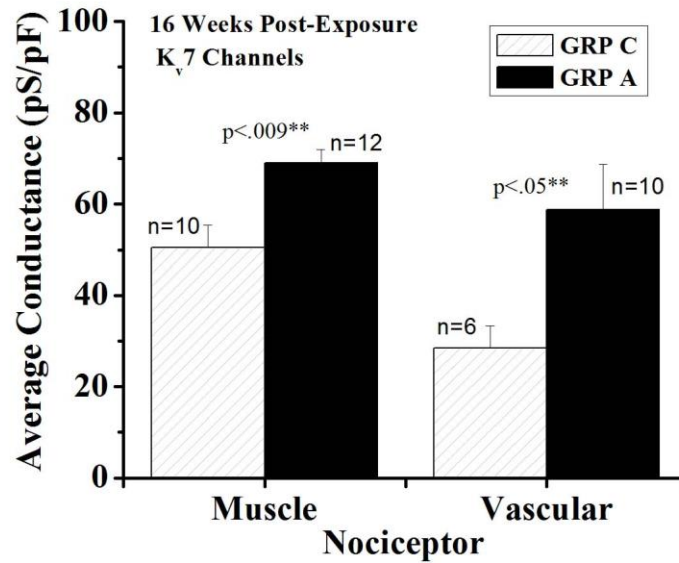 16 Weeks Post-Exposure
Kv7 Channels
GRP C
GRP A
Average Conductance (pS/pF)
100
80
60
40
20
0
n=10
p<.009**
n=12
n=6
p<.05**
n=10
Muscle
Vascular
Nociceptor